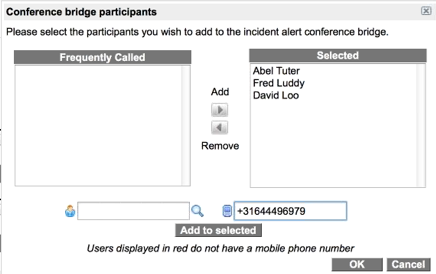 Conference bridge participants
Please select the participants you wish to add to the incident alert conference bridge.
Frequently Called
Selected
Abel Tuter
Fred Luddy
David Loo
Add
Remove
+31644496979
Add to selected
Users displayed in red do not have a mobile phone number
OK
Cancel